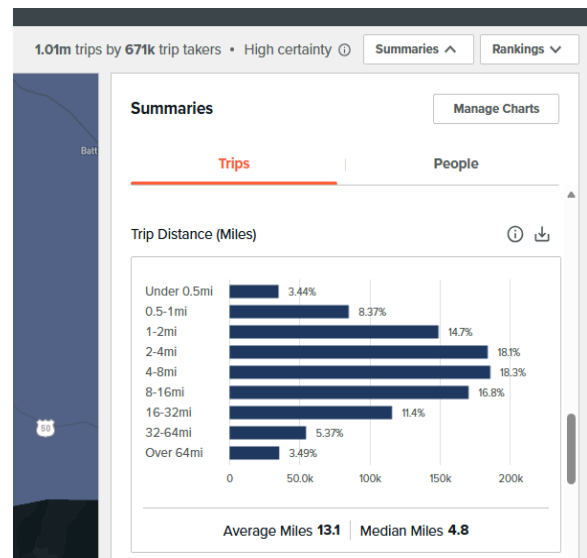 1.01m trips by 671k trip takers • High certainty
Summaries
Rankings
Batt
50
Summaries
Manage Charts
Trips
People
Trip Distance (Miles)
Under 0.5mi 3.44%
0.5-1mi 8.37%
1-2mi 14.7%
2-4mi 18.1%
4-8mi 18.3%
8-16mi 16.8%
16-32mi 11.4%
32-64mi 5.37%
Over 64mi 3.49%
0 50.0k 100k 150k 200k
Average Miles 13.1 Median Miles 4.8